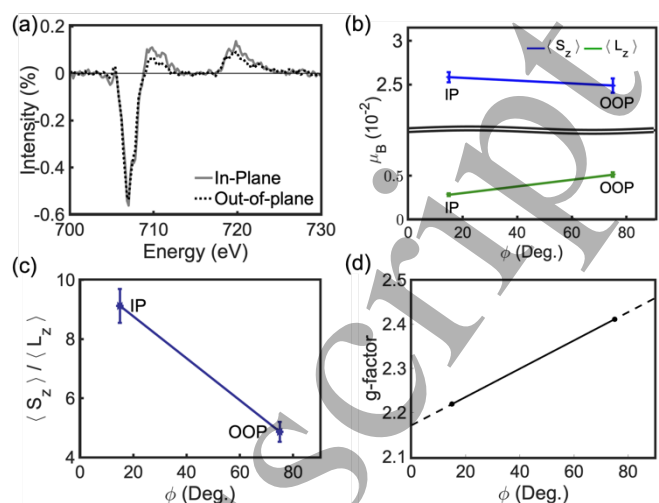 (a)
0.2
0
-0.2
-0.4
-0.6
Intensity (%)
In-Plane
Out-of-plane
700 710 720 730
Energy (eV)
(b)
3
2.5
0.5
0
μB (10-2)
⟨Sz⟩ ⟨Lz⟩
IP
OOP
IP
OOP
0 20 40 60 80
ϕ (Deg.)
(c)
10
8
6
4
⟨Sz⟩ / ⟨Lz⟩
IP
OOP
0 20 40 60 80
ϕ (Deg.)
(d)
2.5
2.4
2.3
2.2
2.1
g-factor
0 20 40 60 80
ϕ (Deg.)
script